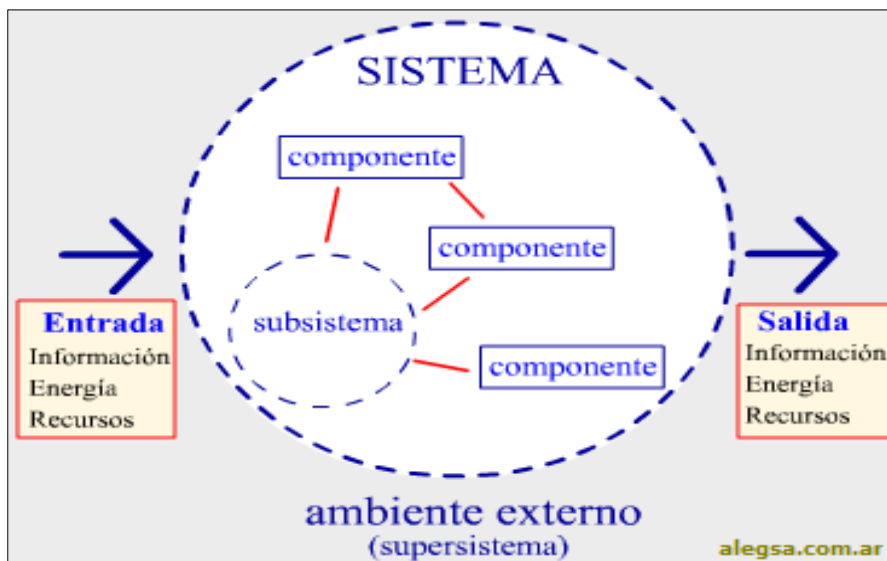 SISTEMA
componente
componente
subsistema
componente
Entrada
Información
Energía
Recursos
Salida
Información
Energía
Recursos
ambiente externo
(supersistema)
alegsa.com.ar